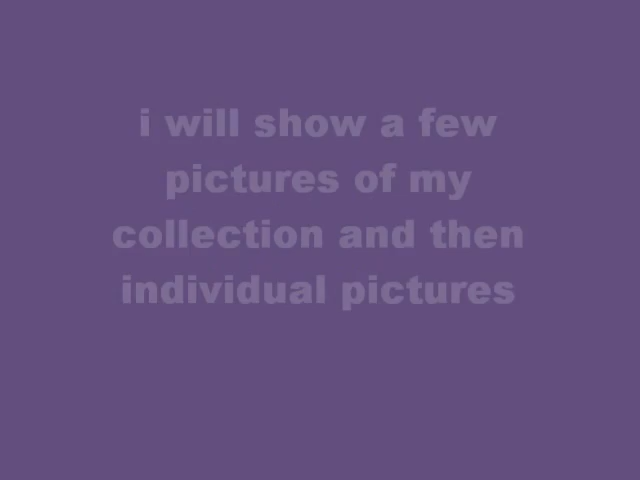 i will show a few
pictures of my
collection and then
individual pictures